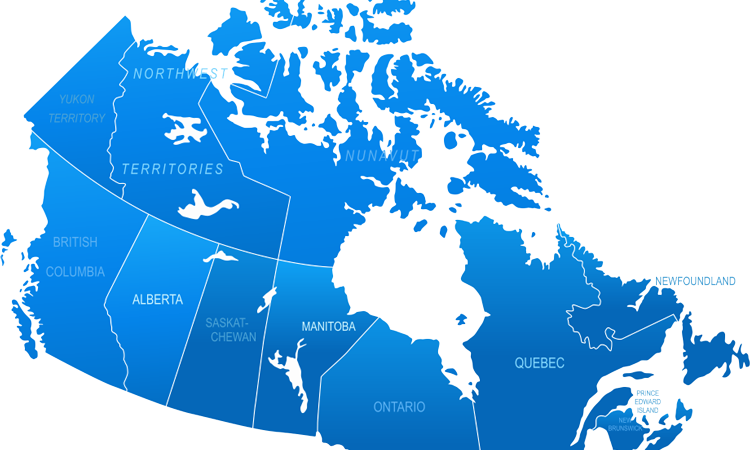 NORTHWEST
YUKON
TERRITORY
TERRITORIES
NUNAVUT
BRITISH
COLUMBIA
ALBERTA
SASKAT-
CHEWAN
MANITOBA
ONTARIO
QUEBEC
NEWFOUNDLAND
PRINCE
EDWARD
ISLAND
NEW
BRUNSWICK